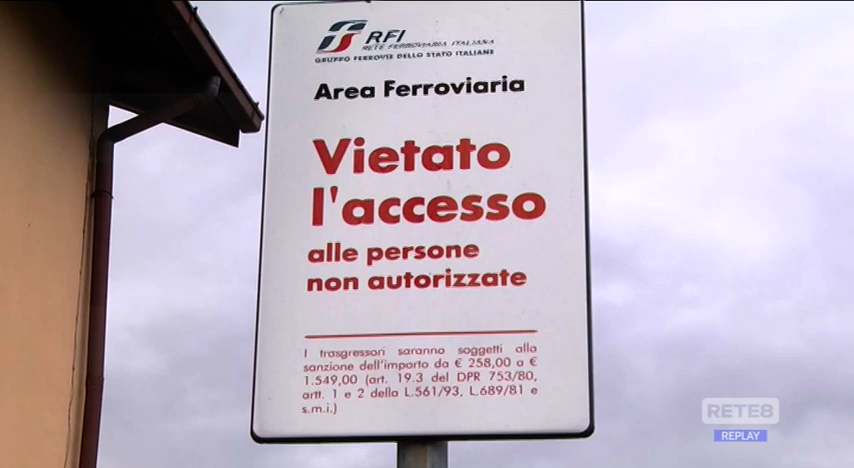 RFI
RETE FERROVIARIA ITALIANA
GRUPPO FERROVIE DELLO STATO ITALIANE
Area Ferroviaria
Vietato
l'accesso
alle persone
non autorizzate
I trasgressori saranno soggetti alla
sanzione dell'importo da € 258,00 a €
1.549,00 (art. 19.3 del DPR 753/80,
artt. 1 e 2 della L.561/93, L.689/81 e
s.m.i.)
RETE8
REPLAY